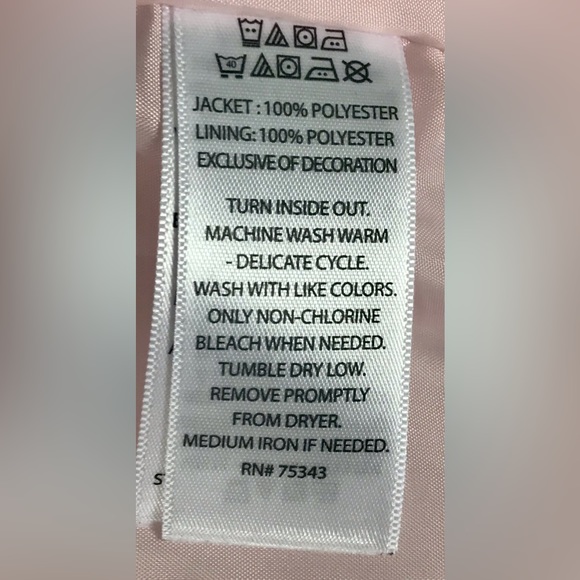 40
JACKET : 100% POLYESTER
LINING: 100% POLYESTER
EXCLUSIVE OF DECORATION
TURN INSIDE OUT.
MACHINE WASH WARM
- DELICATE CYCLE.
WASH WITH LIKE COLORS.
ONLY NON-CHLORINE
BLEACH WHEN NEEDED.
TUMBLE DRY LOW.
REMOVE PROMPTLY
FROM DRYER.
MEDIUM IRON IF NEEDED.
RN# 75343